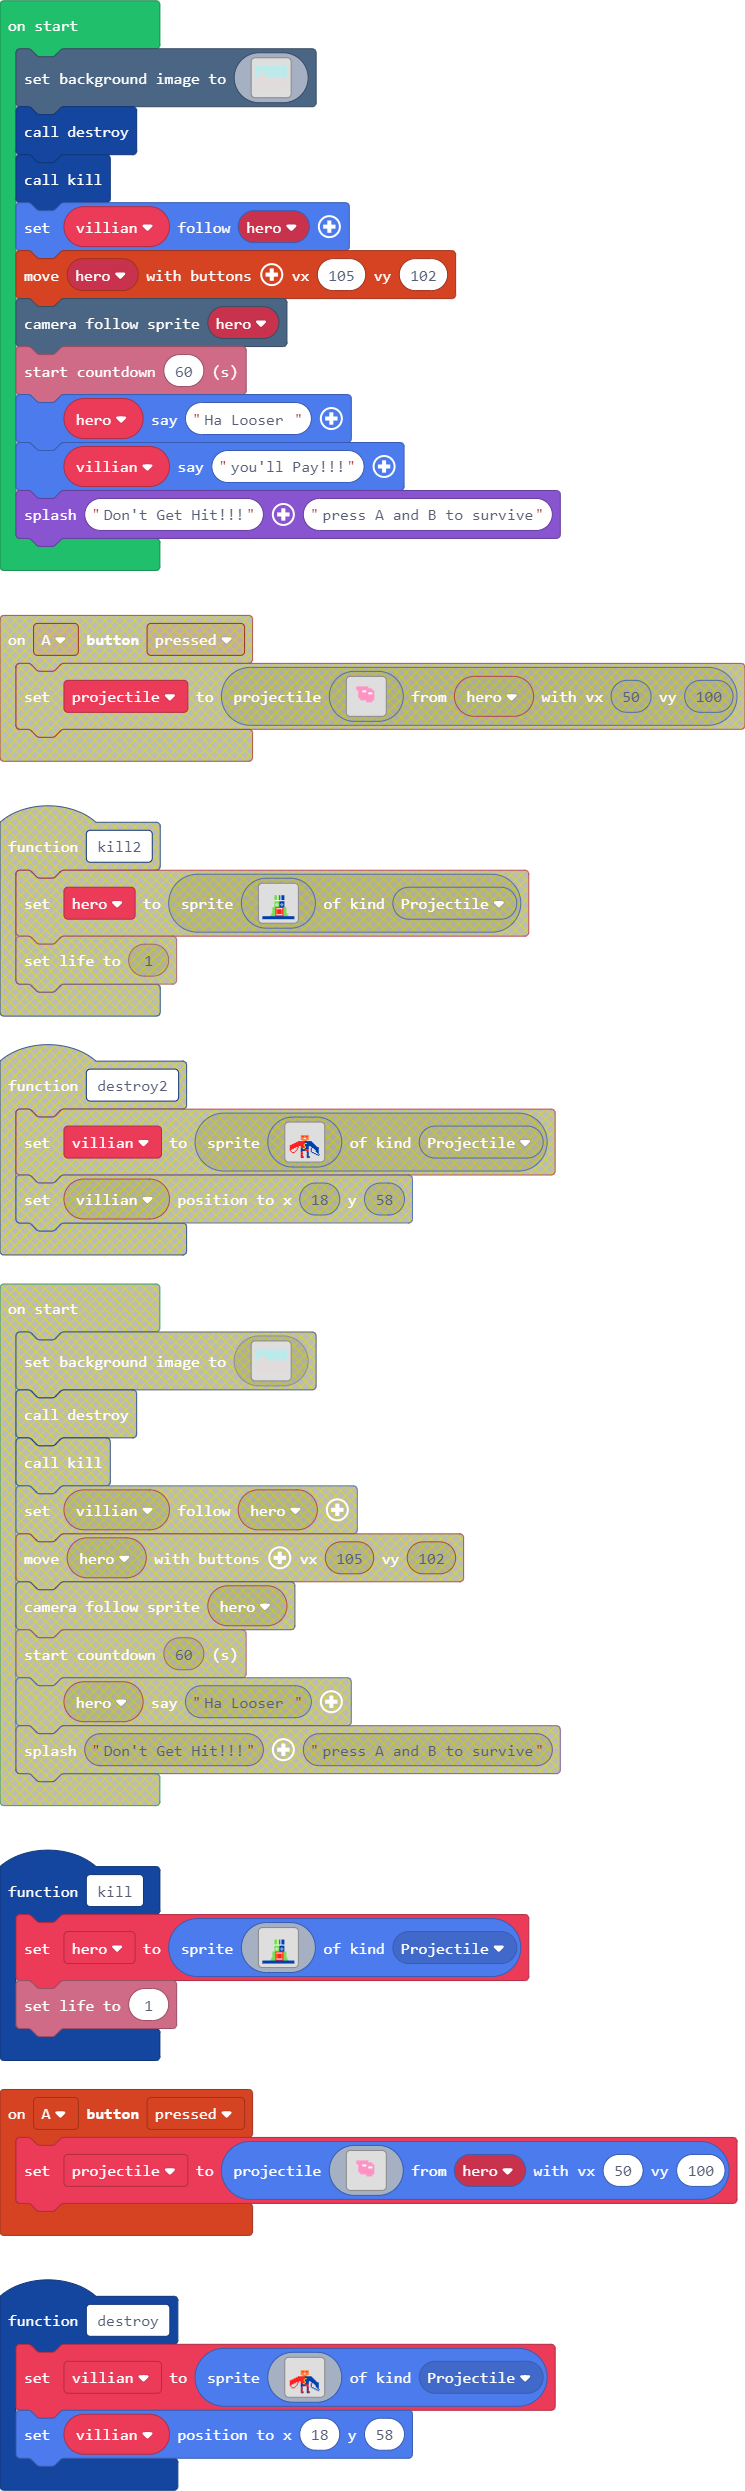 on start
set background image to
call destroy
call kill
set villian follow hero
move hero with buttons vx 105 vy 102
camera follow sprite hero
start countdown 60 (s)
hero say "Ha Looser "
villian say "you'll Pay!!!"
splash "Don't Get Hit!!!" "press A and B to survive"
on A button pressed
set projectile to projectile from hero with vx 50 vy 100
function kill2
set hero to sprite of kind Projectile
set life to 1
function destroy2
set villian to sprite of kind Projectile
set villian position to x 18 y 58
on start
set background image to
call destroy
call kill
set villian follow hero
move hero with buttons vx 105 vy 102
camera follow sprite hero
start countdown 60 (s)
hero say "Ha Looser "
splash "Don't Get Hit!!!" "press A and B to survive"
function kill
set hero to sprite of kind Projectile
set life to 1
on A button pressed
set projectile to projectile from hero with vx 50 vy 100
function destroy
set villian to sprite of kind Projectile
set villian position to x 18 y 58